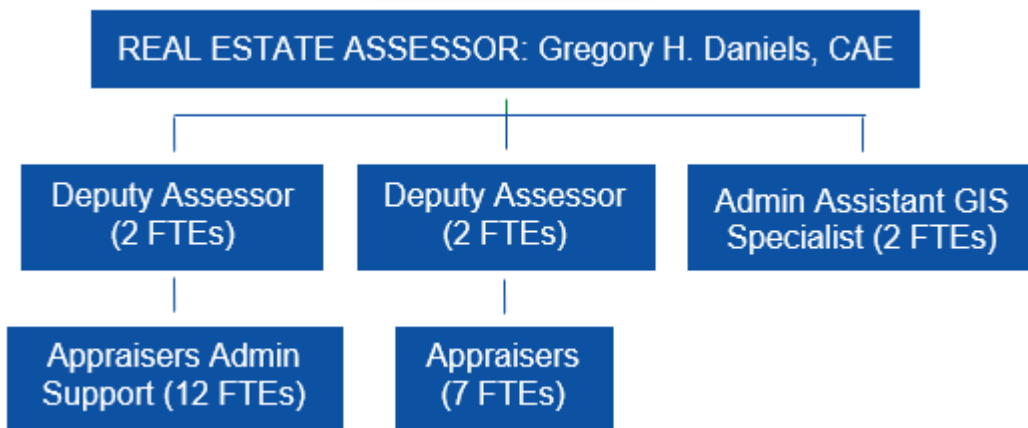 REAL ESTATE ASSESSOR: Gregory H. Daniels, CAE
Deputy Assessor
(2 FTEs)
Deputy Assessor
(2 FTEs)
Admin Assistant GIS
Specialist (2 FTEs)
Appraisers Admin
Support (12 FTEs)
Appraisers
(7 FTEs)